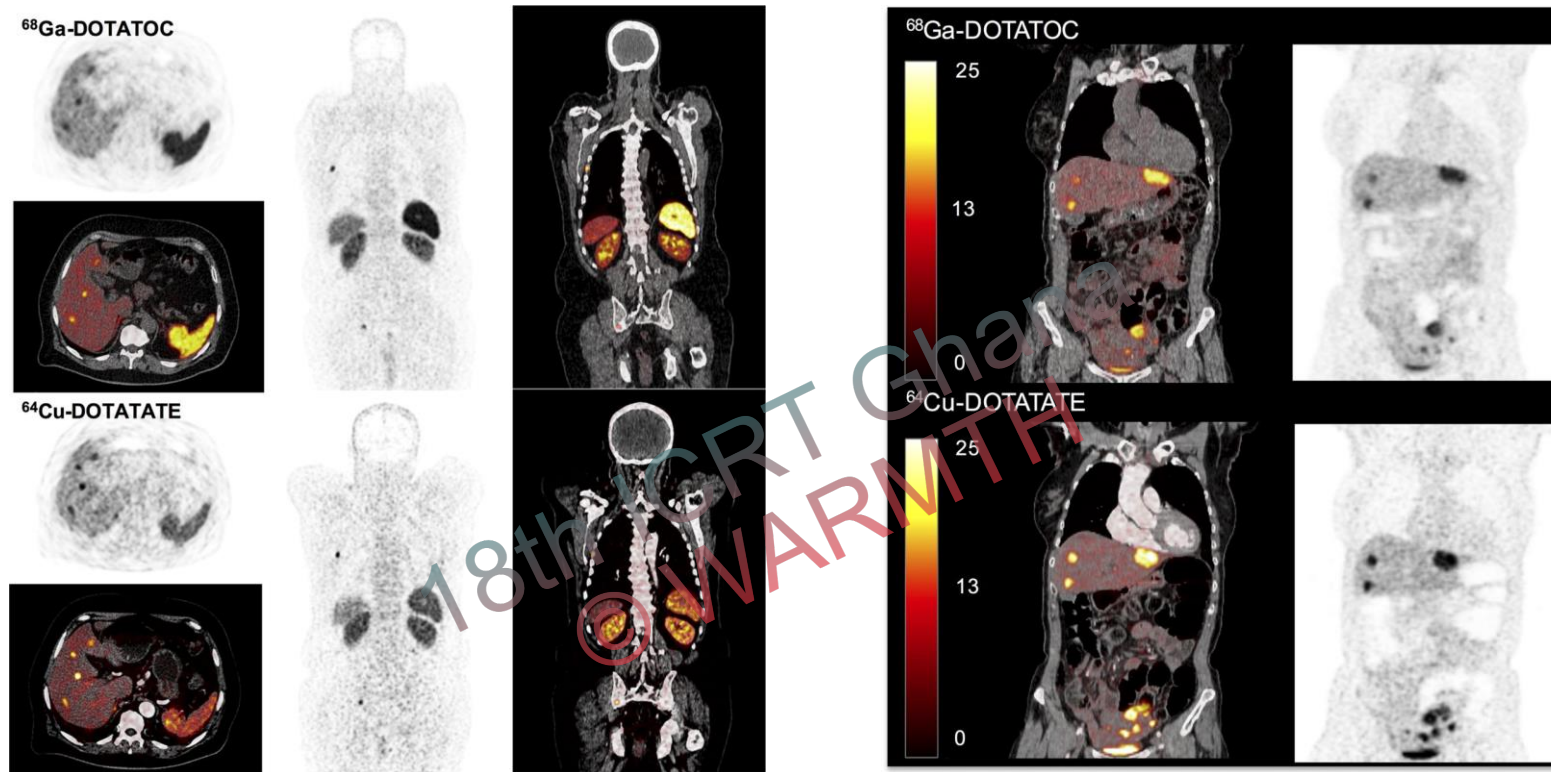 ⁶⁸Ga-DOTATOC
⁶⁴Cu-DOTATATE
⁶⁸Ga-DOTATOC
25
13
0
⁶⁴Cu-DOTATATE
25
13
0
18th ICRT Ghana
© WARMTH